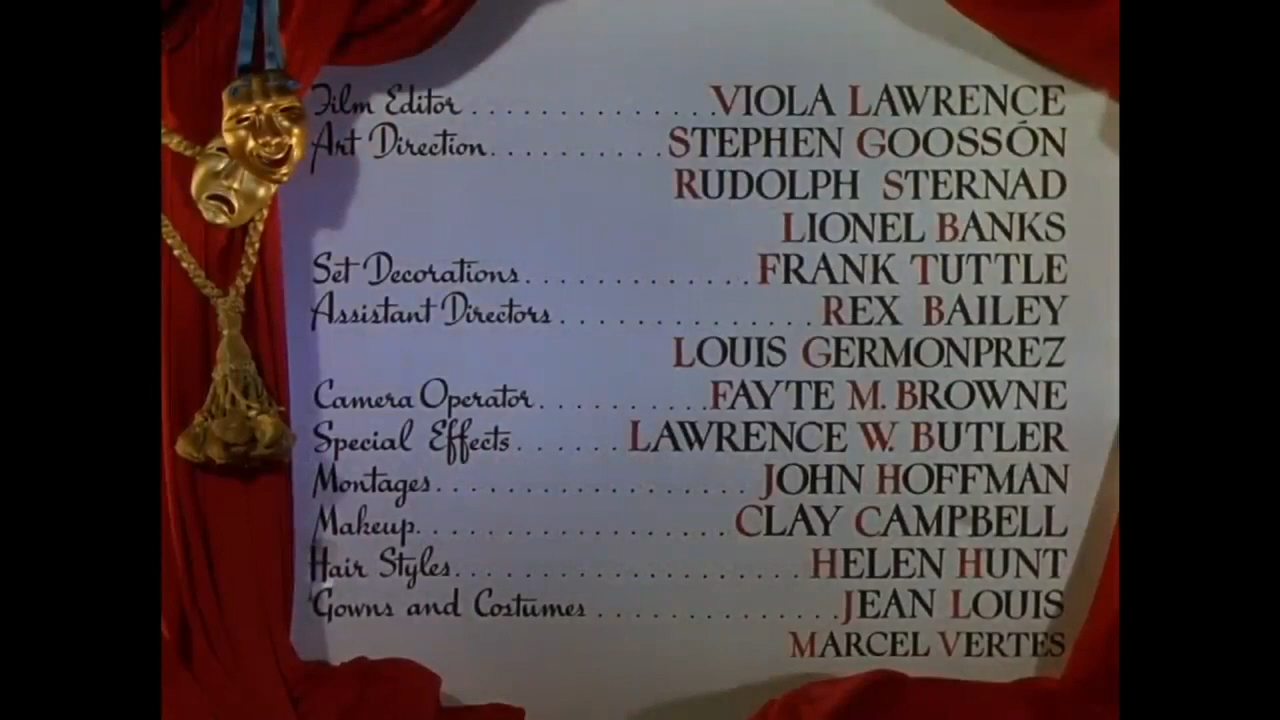 Film Editor . . . . . . . . . . . . . VIOLA LAWRENCE
Art Direction. . . . . . . . . . STEPHEN GOOSSÓN
RUDOLPH STERNAD
LIONEL BANKS
Set Decorations. . . . . . . . . . . . . FRANK TUTTLE
Assistant Directors . . . . . . . . . . . . . . REX BAILEY
LOUIS GERMONPREZ
Camera Operator. . . . . . . . . . FAYTE M. BROWNE
Special Effects. . . . . . LAWRENCE W. BUTLER
Montages. . . . . . . . . . . . . . . . . . JOHN HOFFMAN
Makeup. . . . . . . . . . . . . . . . . . CLAY CAMPBELL
Hair Styles. . . . . . . . . . . . . . . . . . . . HELEN HUNT
Gowns and Costumes . . . . . . . . . . . . . . JEAN LOUIS
MARCEL VERTES